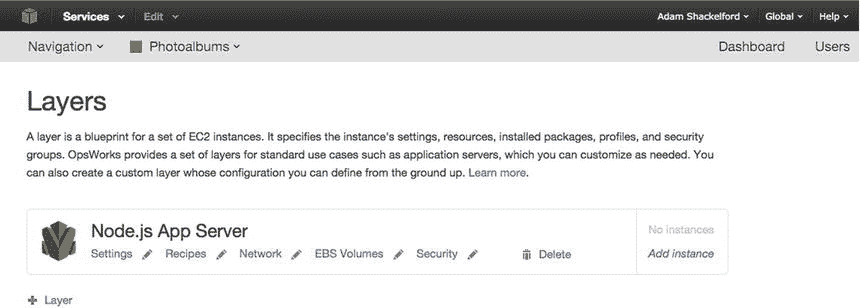 Services Edit Adam Shackelford Global Help
Navigation Photoalbums Dashboard Users
Layers
A layer is a blueprint for a set of EC2 instances. It specifies the instance's settings, resources, installed packages, profiles, and security
groups. OpsWorks provides a set of layers for standard use cases such as application servers, which you can customize as needed. You
can also create a custom layer whose configuration you can define from the ground up. Learn more.
Node.js App Server
No instances
Settings Recipes Network EBS Volumes Security Delete
Add instance
+ Layer